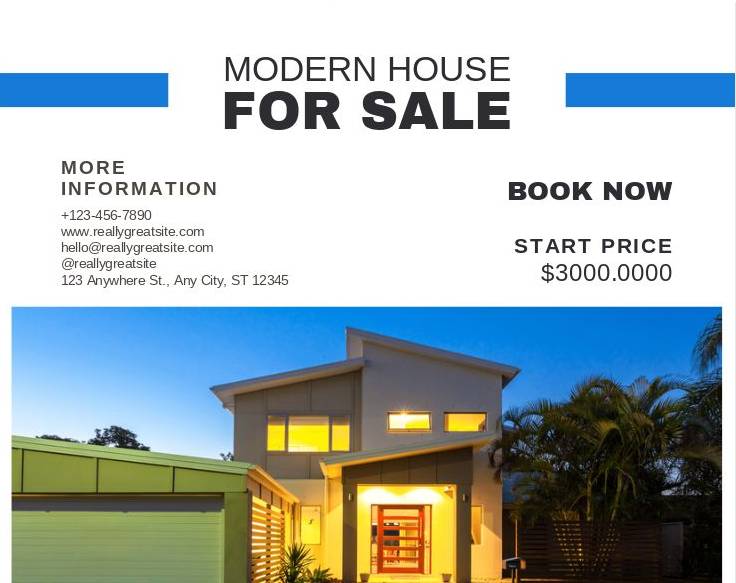 MODERN HOUSE
FOR SALE
MORE
INFORMATION
+123-456-7890
www.reallygreatsite.com
hello@reallygreatsite.com
@reallygreatsite
123 Anywhere St., Any City, ST 12345
BOOK NOW
START PRICE
$3000.0000